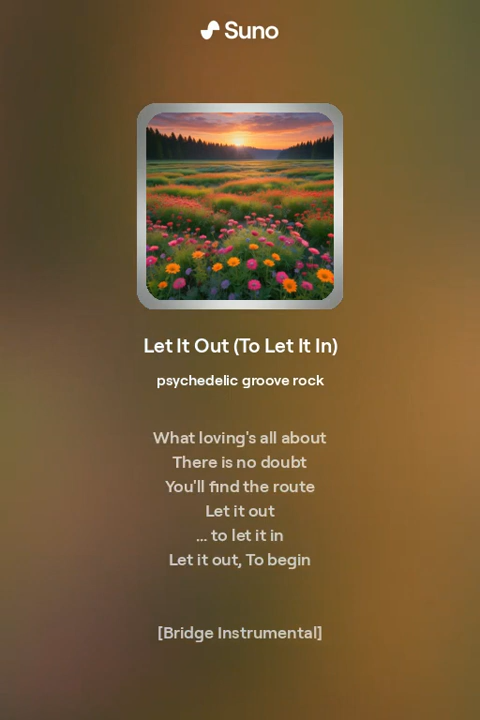 Suno
Let It Out (To Let It In)
psychedelic groove rock
What loving's all about
There is no doubt
You'll find the route
Let it out
... to let it in
Let it out, To begin
[Bridge Instrumental]